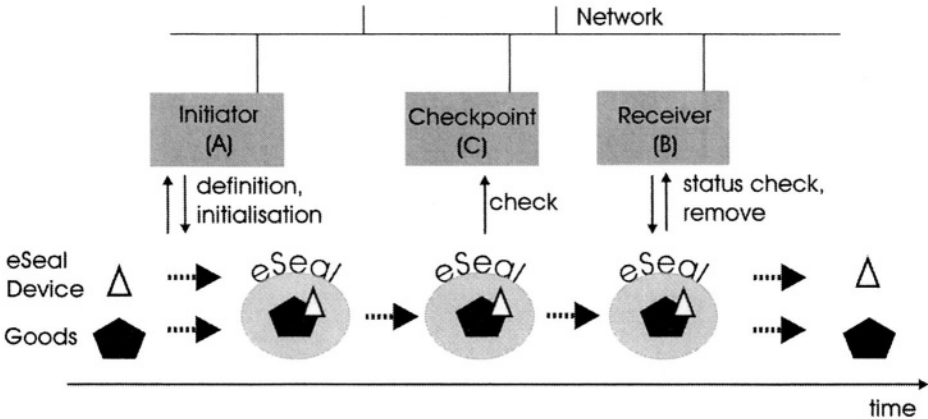 Network
Initiator
(A)
Checkpoint
(C)
Receiver
(B)
definition,
initialisation
check
status check,
remove
eSeal
Device
eSeal
eSeal
eSeal
Goods
time